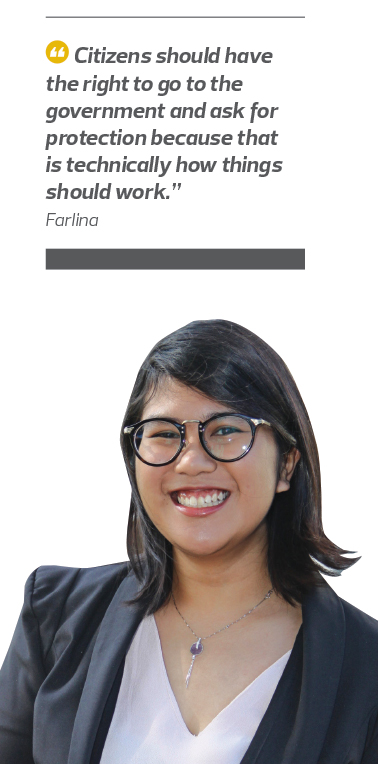 “ Citizens should have
the right to go to the
government and ask for
protection because that
is technically how things
should work.”
Farlina